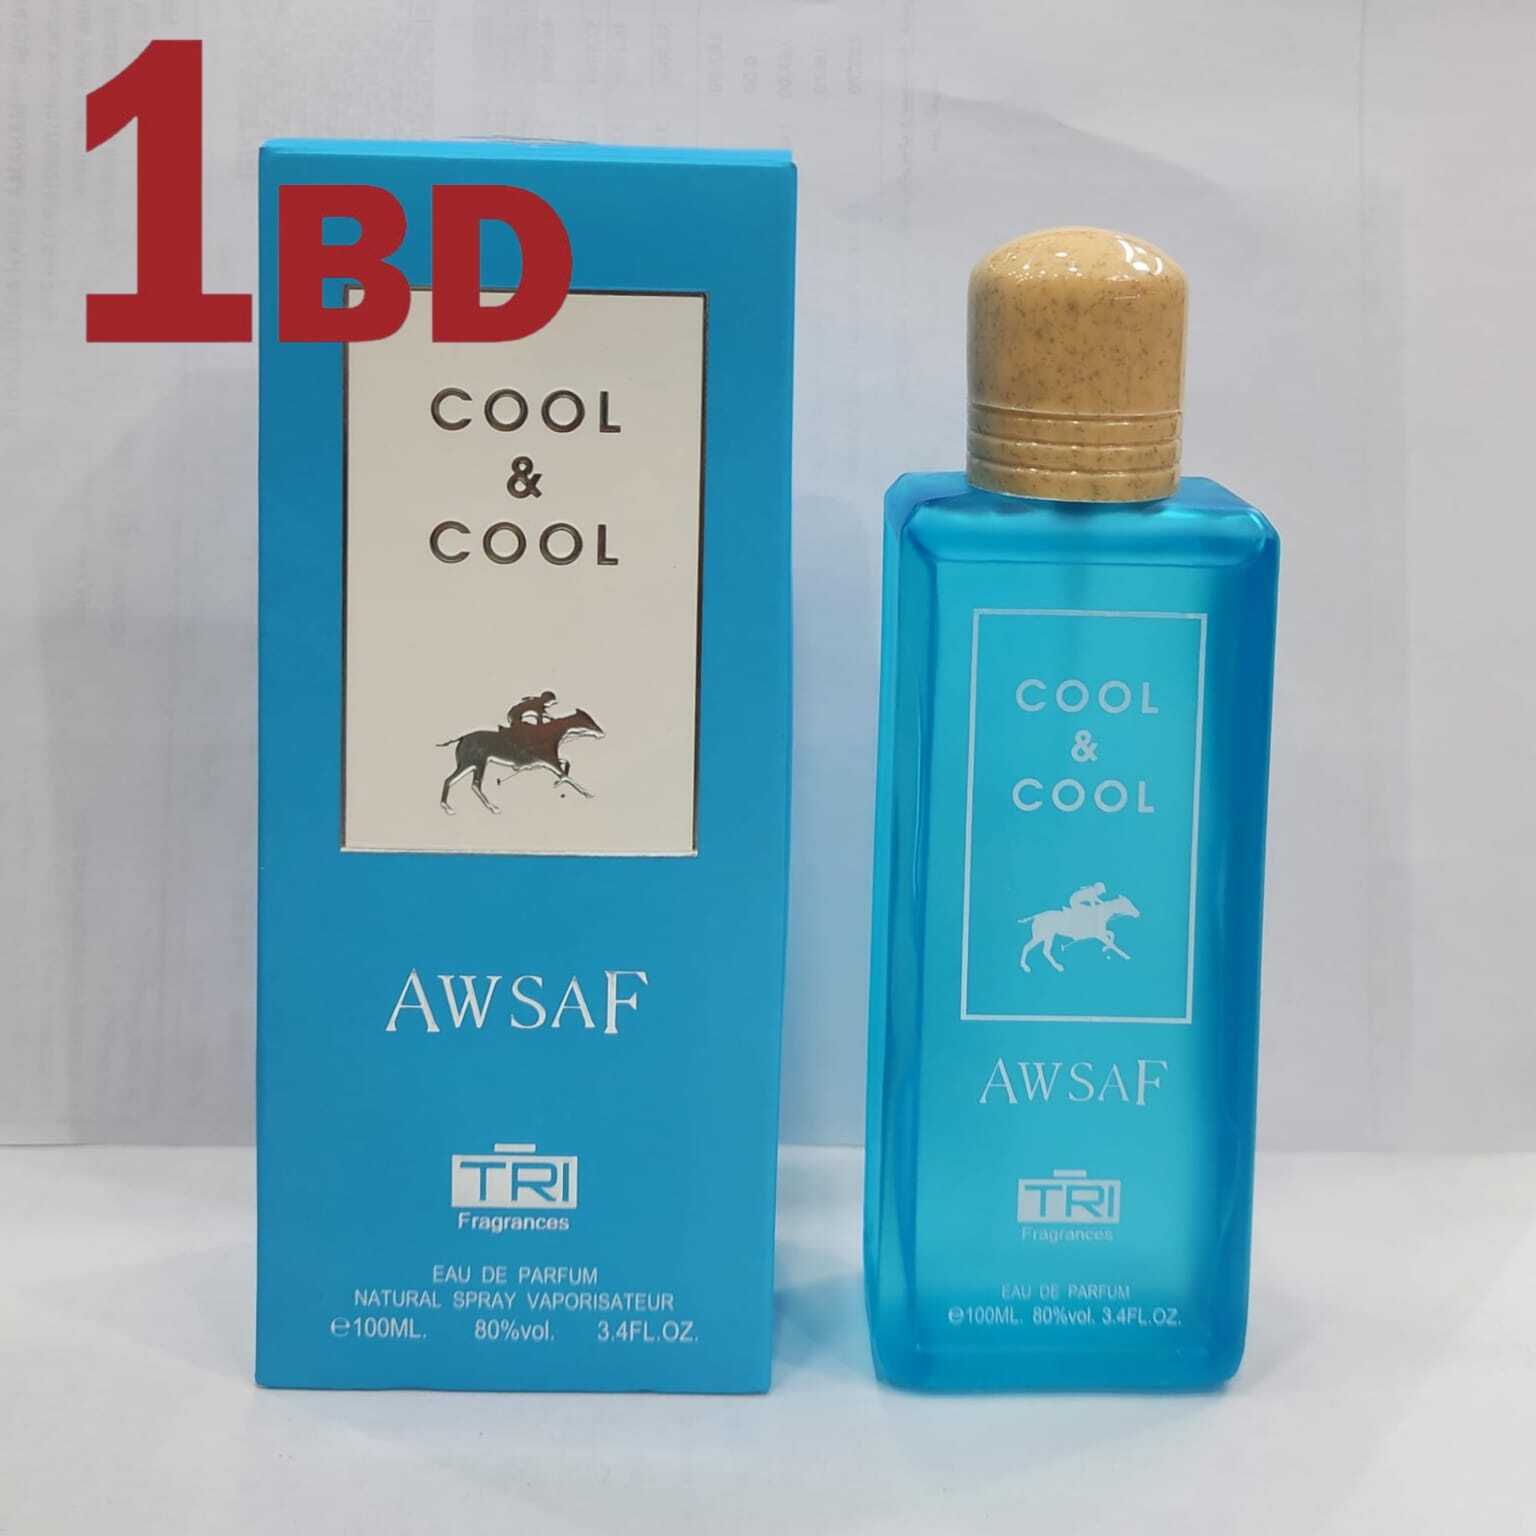 1BD
COOL
&
COOL
AWSAF
TRI
Fragrances
EAU DE PARFUM
NATURAL SPRAY VAPORISATEUR
℮100ML. 80%vol. 3.4FL.OZ.
COOL
&
COOL
AWSAF
TRI
Fragrances
EAU DE PARFUM
℮100ML. 80%vol. 3.4FL.OZ.